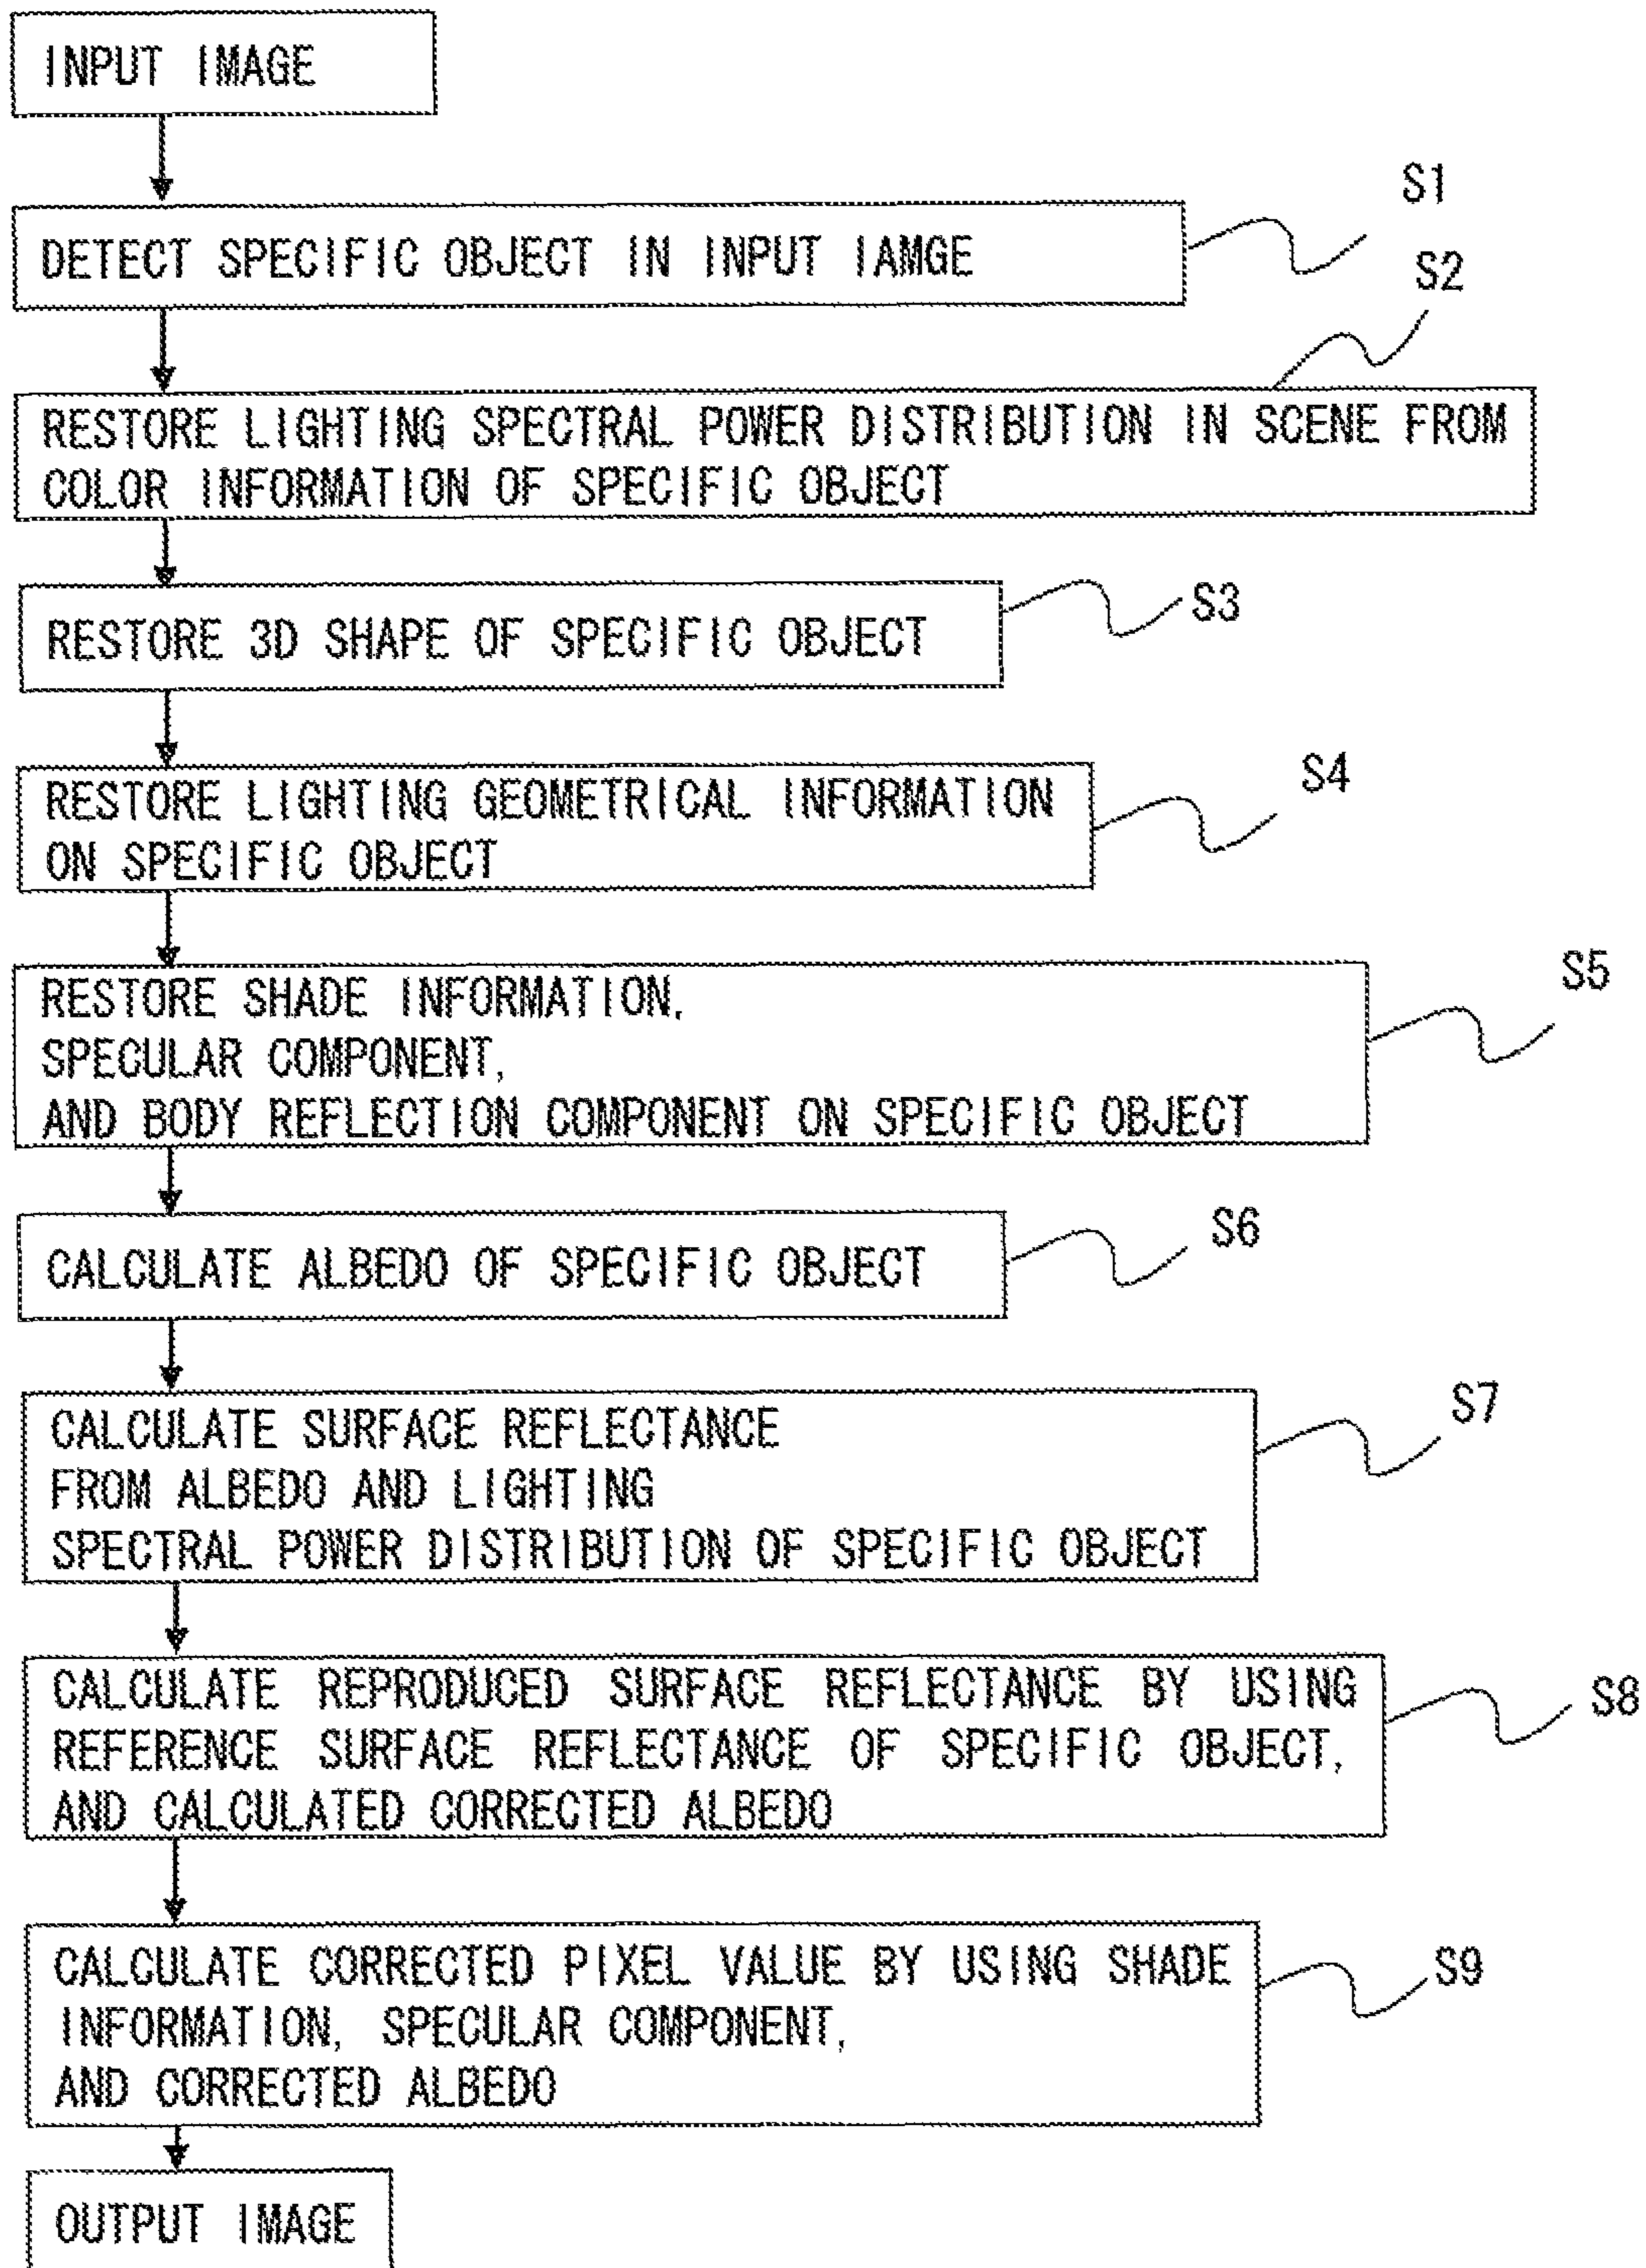 INPUT IMAGE
S1
DETECT SPECIFIC OBJECT IN INPUT IAMGE
S2
RESTORE LIGHTING SPECTRAL POWER DISTRIBUTION IN SCENE FROM
COLOR INFORMATION OF SPECIFIC OBJECT
S3
RESTORE 3D SHAPE OF SPECIFIC OBJECT
S4
RESTORE LIGHTING GEOMETRICAL INFORMATION
ON SPECIFIC OBJECT
S5
RESTORE SHADE INFORMATION,
SPECULAR COMPONENT,
AND BODY REFLECTION COMPONENT ON SPECIFIC OBJECT
S6
CALCULATE ALBEDO OF SPECIFIC OBJECT
S7
CALCULATE SURFACE REFLECTANCE
FROM ALBEDO AND LIGHTING
SPECTRAL POWER DISTRIBUTION OF SPECIFIC OBJECT
S8
CALCULATE REPRODUCED SURFACE REFLECTANCE BY USING
REFERENCE SURFACE REFLECTANCE OF SPECIFIC OBJECT,
AND CALCULATED CORRECTED ALBEDO
S9
CALCULATE CORRECTED PIXEL VALUE BY USING SHADE
INFORMATION, SPECULAR COMPONENT,
AND CORRECTED ALBEDO
OUTPUT IMAGE